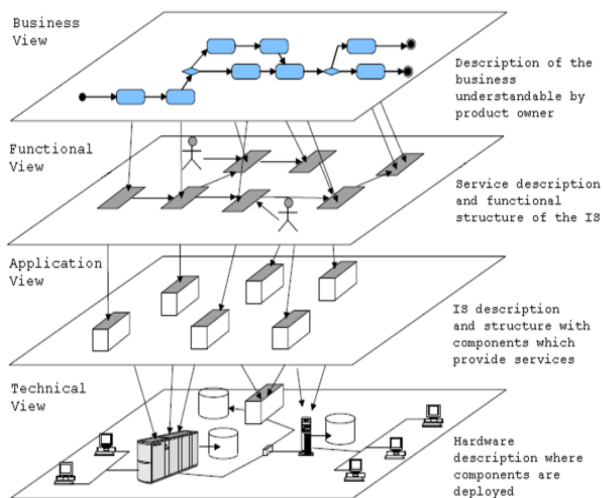 Business
View
Description of the
business
understandable by
product owner
Functional
View
Service description
and functional
structure of the IS
Application
View
IS description
and structure with
components which
provide services
Technical
View
Hardware
description where
components are
deployed